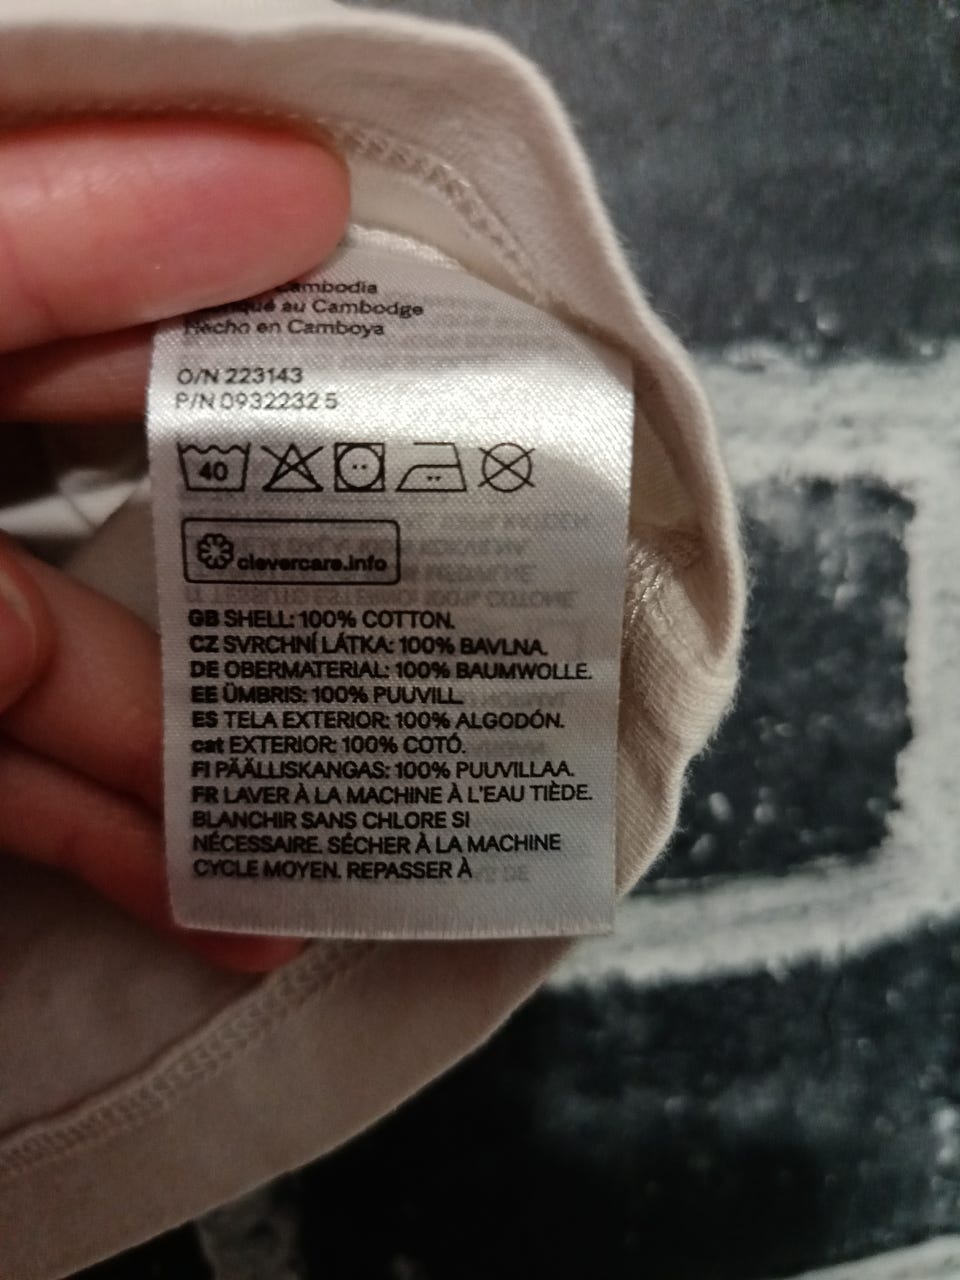 Cambodia
au Cambodge
Hecho en Camboya
O/N 223143
P/N 0932232 5
40
clevercare.info
GB SHELL: 100% COTTON.
CZ SVRCHNÍ LÁTKA: 100% BAVLNA.
DE OBERMATERIAL: 100% BAUMWOLLE.
EE ÜMBRIS: 100% PUUVILL.
ES TELA EXTERIOR: 100% ALGODÓN.
cat EXTERIOR: 100% COTÓ.
FI PÄÄLLISKANGAS: 100% PUUVILLAA.
FR LAVER À LA MACHINE À L'EAU TIÈDE.
BLANCHIR SANS CHLORE SI
NÉCESSAIRE. SÉCHER À LA MACHINE
CYCLE MOYEN. REPASSER À